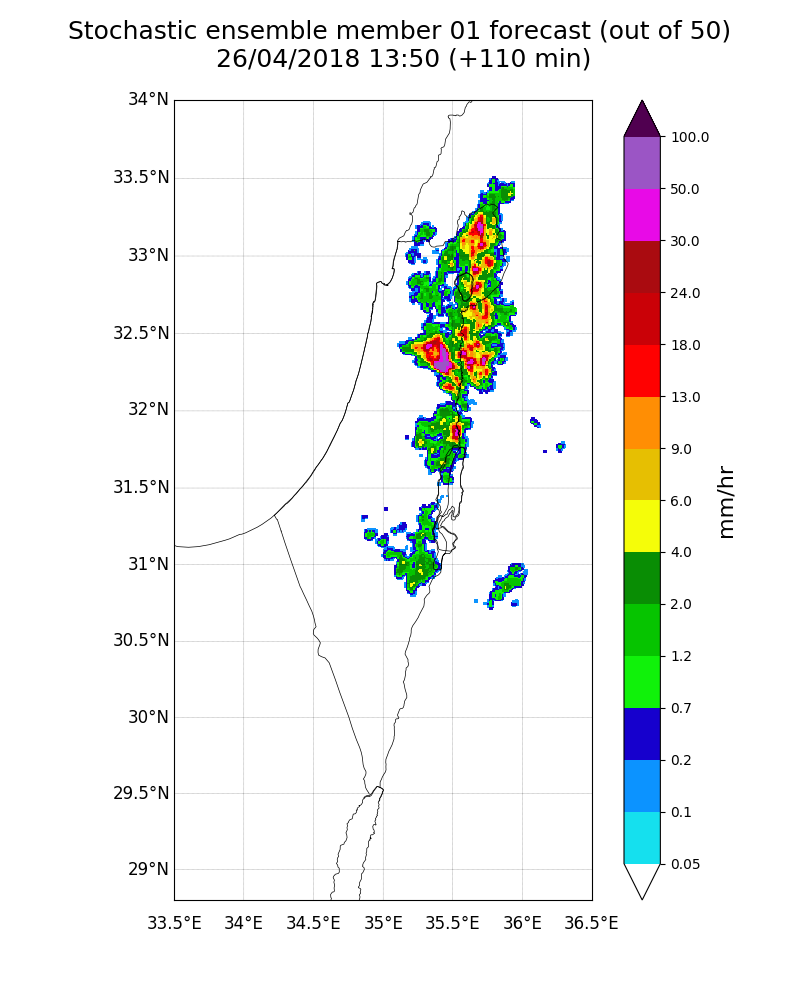 Stochastic ensemble member 01 forecast (out of 50)
26/04/2018 13:50 (+110 min)
34°N
33.5°N
33°N
32.5°N
32°N
31.5°N
31°N
30.5°N
30°N
29.5°N
29°N
33.5°E 34°E 34.5°E 35°E 35.5°E 36°E 36.5°E
100.0
50.0
30.0
24.0
18.0
13.0
9.0
6.0
4.0
2.0
1.2
0.7
0.2
0.1
0.05
mm/hr